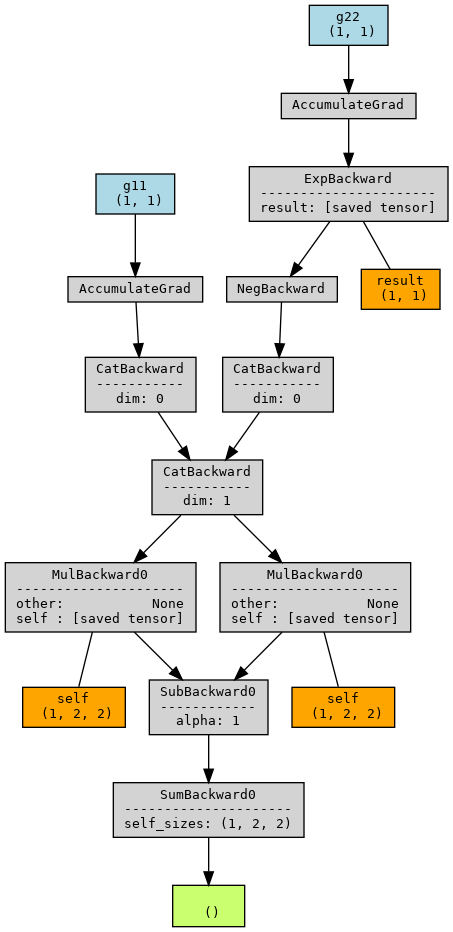 g22
(1, 1)
AccumulateGrad
ExpBackward
----------------------
result: [saved tensor]
g11
(1, 1)
result
(1, 1)
AccumulateGrad
NegBackward
CatBackward
-----------
dim: 0
CatBackward
-----------
dim: 0
CatBackward
-----------
dim: 1
MulBackward0
---------------------
other:           None
self : [saved tensor]
MulBackward0
---------------------
other:           None
self : [saved tensor]
self
(1, 2, 2)
SubBackward0
------------
alpha: 1
self
(1, 2, 2)
SumBackward0
---------------------
self_sizes: (1, 2, 2)
()